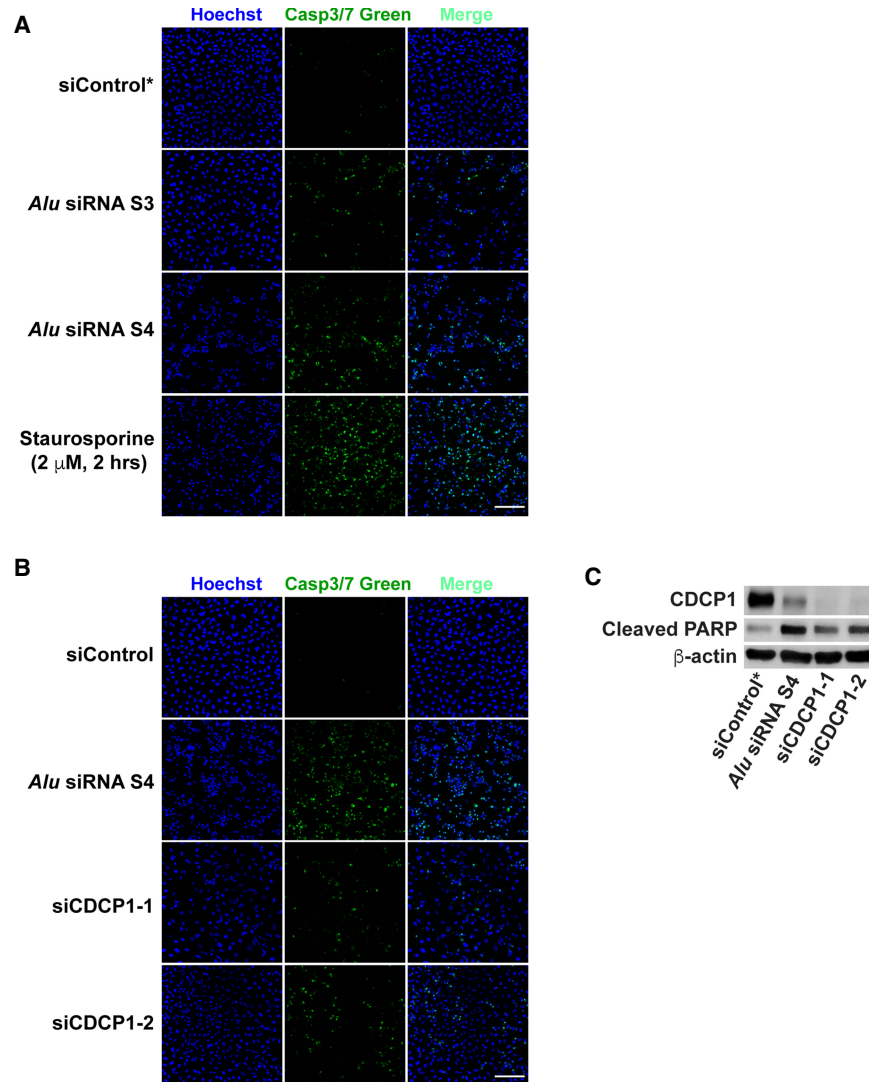 A
Hoechst Casp3/7 Green Merge
siControl*
Alu siRNA S3
Alu siRNA S4
Staurosporine
(2 μM, 2 hrs)
B
Hoechst Casp3/7 Green Merge
siControl
Alu siRNA S4
siCDCP1-1
siCDCP1-2
C
CDCP1
Cleaved PARP
β-actin
siControl*
Alu siRNA S4
siCDCP1-1
siCDCP1-2